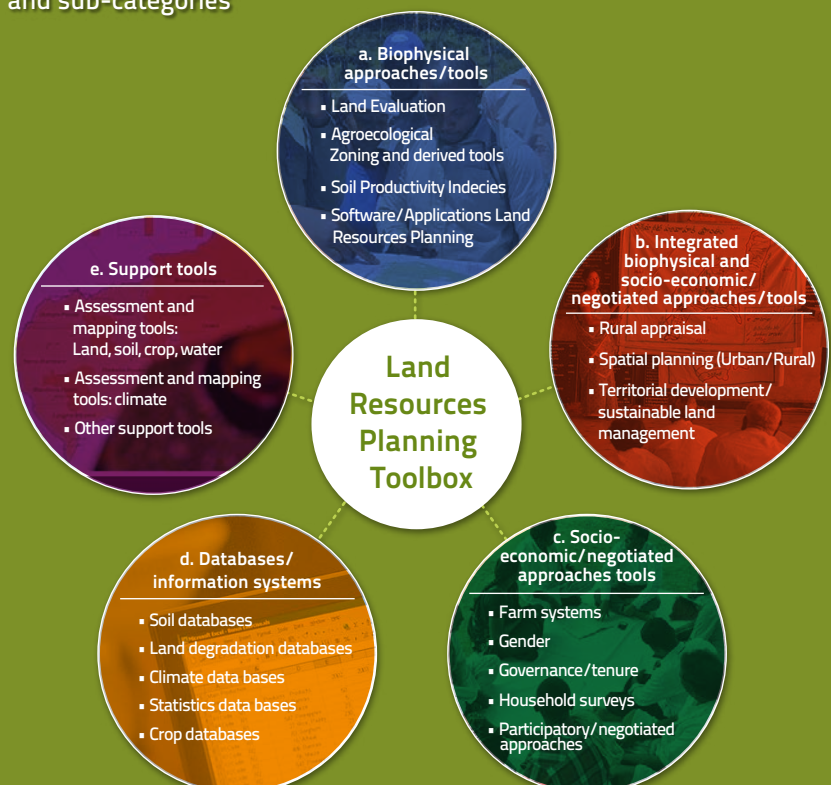 and sub-categories
a. Biophysical
approaches/tools
▪ Land Evaluation
▪ Agroecological
Zoning and derived tools
▪ Soil Productivity Indecies
▪ Software/Applications Land
Resources Planning
b. Integrated
biophysical and
socio-economic/
negotiated approaches/tools
▪ Rural appraisal
▪ Spatial planning (Urban/Rural)
▪ Territorial development/
sustainable land
management
c. Socio-
economic/negotiated
approaches tools
▪ Farm systems
▪ Gender
▪ Governance/tenure
▪ Household surveys
▪ Participatory/negotiated
approaches
d. Databases/
information systems
▪ Soil databases
▪ Land degradation databases
▪ Climate data bases
▪ Statistics data bases
▪ Crop databases
e. Support tools
▪ Assessment and
mapping tools:
Land, soil, crop, water
▪ Assessment and mapping
tools: climate
▪ Other support tools
Land
Resources
Planning
Toolbox